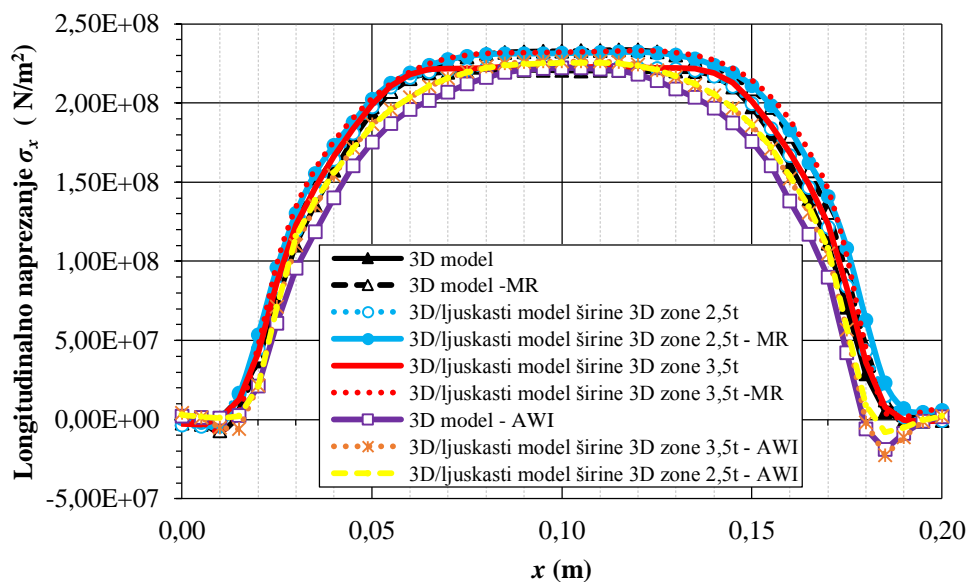 Longitudinalno naprezanje σx ( N/m²)
2,50E+08
2,00E+08
1,50E+08
1,00E+08
5,00E+07
0,00E+00
-5,00E+07
3D model
3D model -MR
3D/ljuskasti model širine 3D zone 2,5t
3D/ljuskasti model širine 3D zone 2,5t - MR
3D/ljuskasti model širine 3D zone 3,5t
3D/ljuskasti model širine 3D zone 3,5t -MR
3D model - AWI
3D/ljuskasti model širine 3D zone 3,5t - AWI
3D/ljuskasti model širine 3D zone 2,5t - AWI
0,00 0,05 0,10 0,15 0,20
x (m)